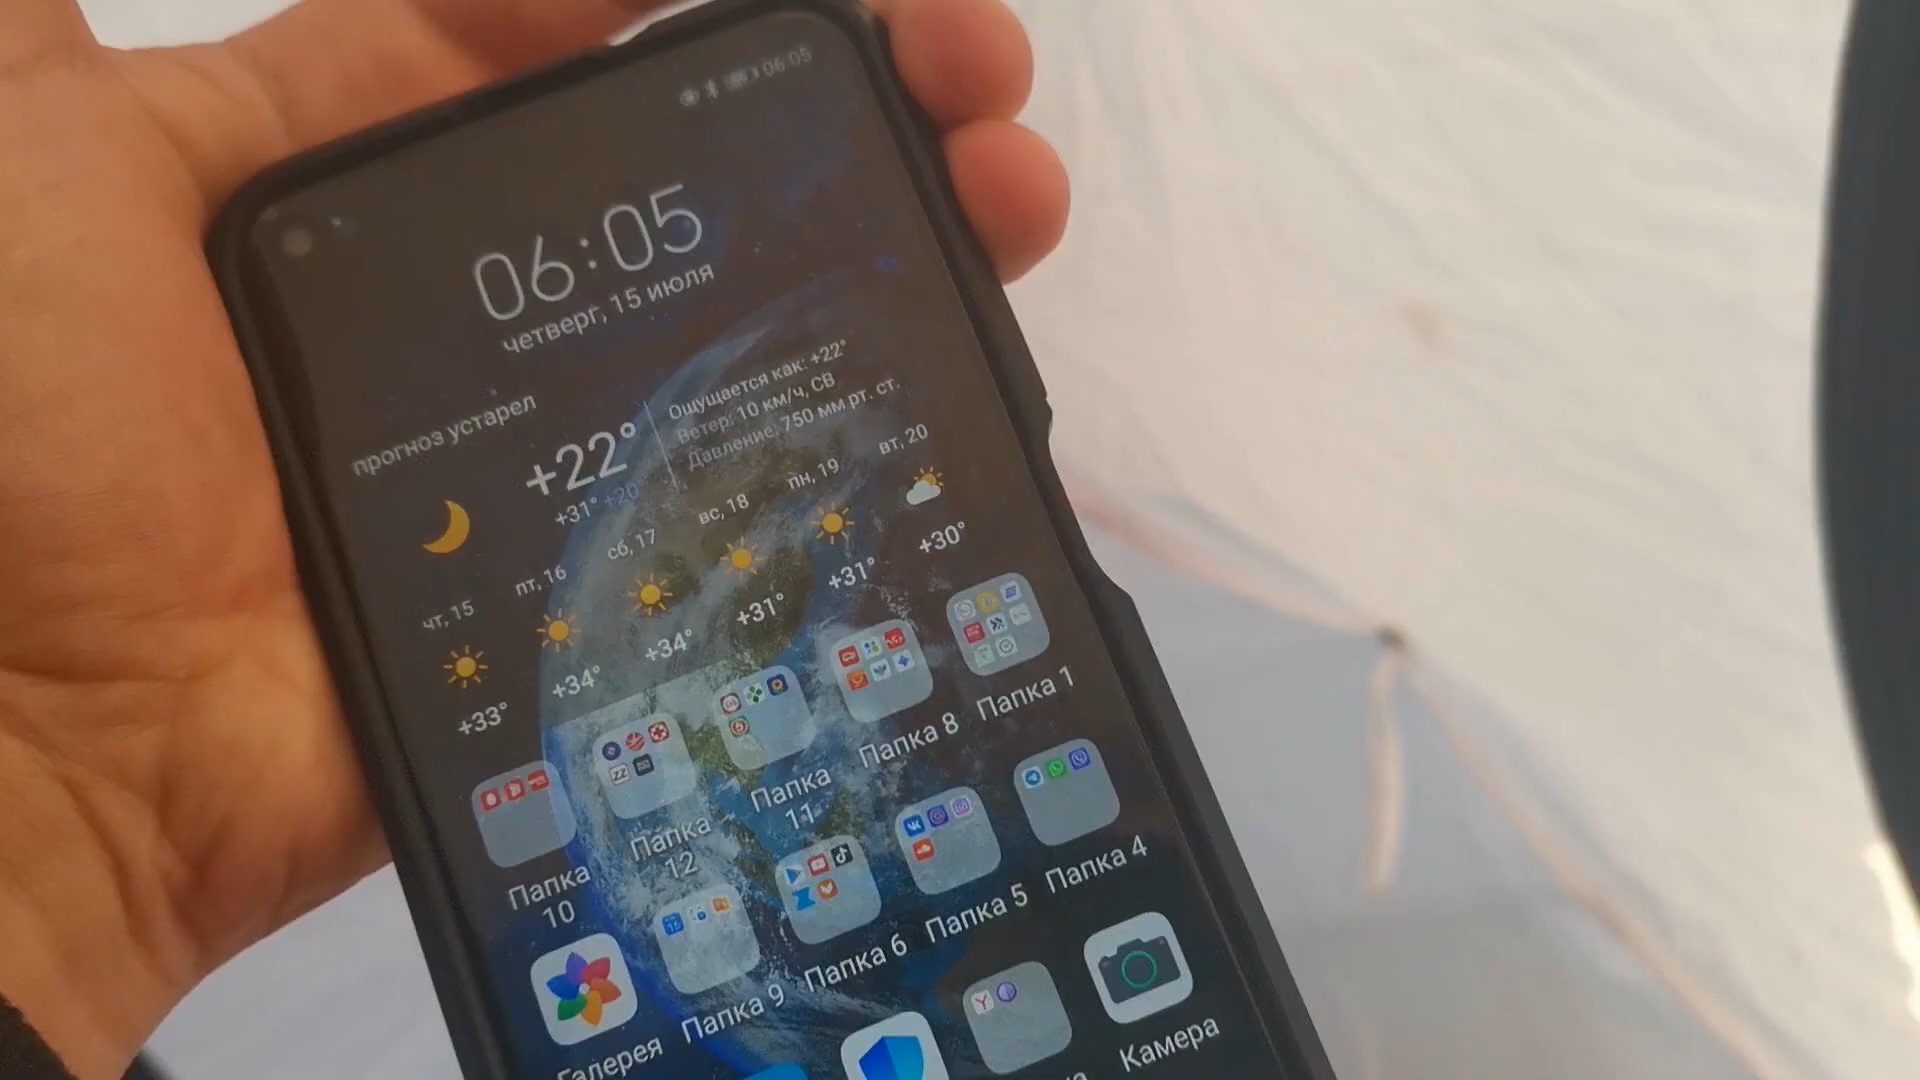 06:05
06:05
четверг, 15 июля
прогноз устарел
+22°
+31° +20°
Ощущается как: +22°
Ветер: 10 км/ч, СВ
Давление: 750 мм рт. ст.
чт, 15
пт, 16
сб, 17
вс, 18
пн, 19
вт, 20
+33°
+34°
+34°
+31°
+31°
+30°
Папка
10
Папка
12
Папка
11
Папка 8
Папка 1
Галерея
Папка 9
Папка 6
Папка 5
Папка 4
Камера